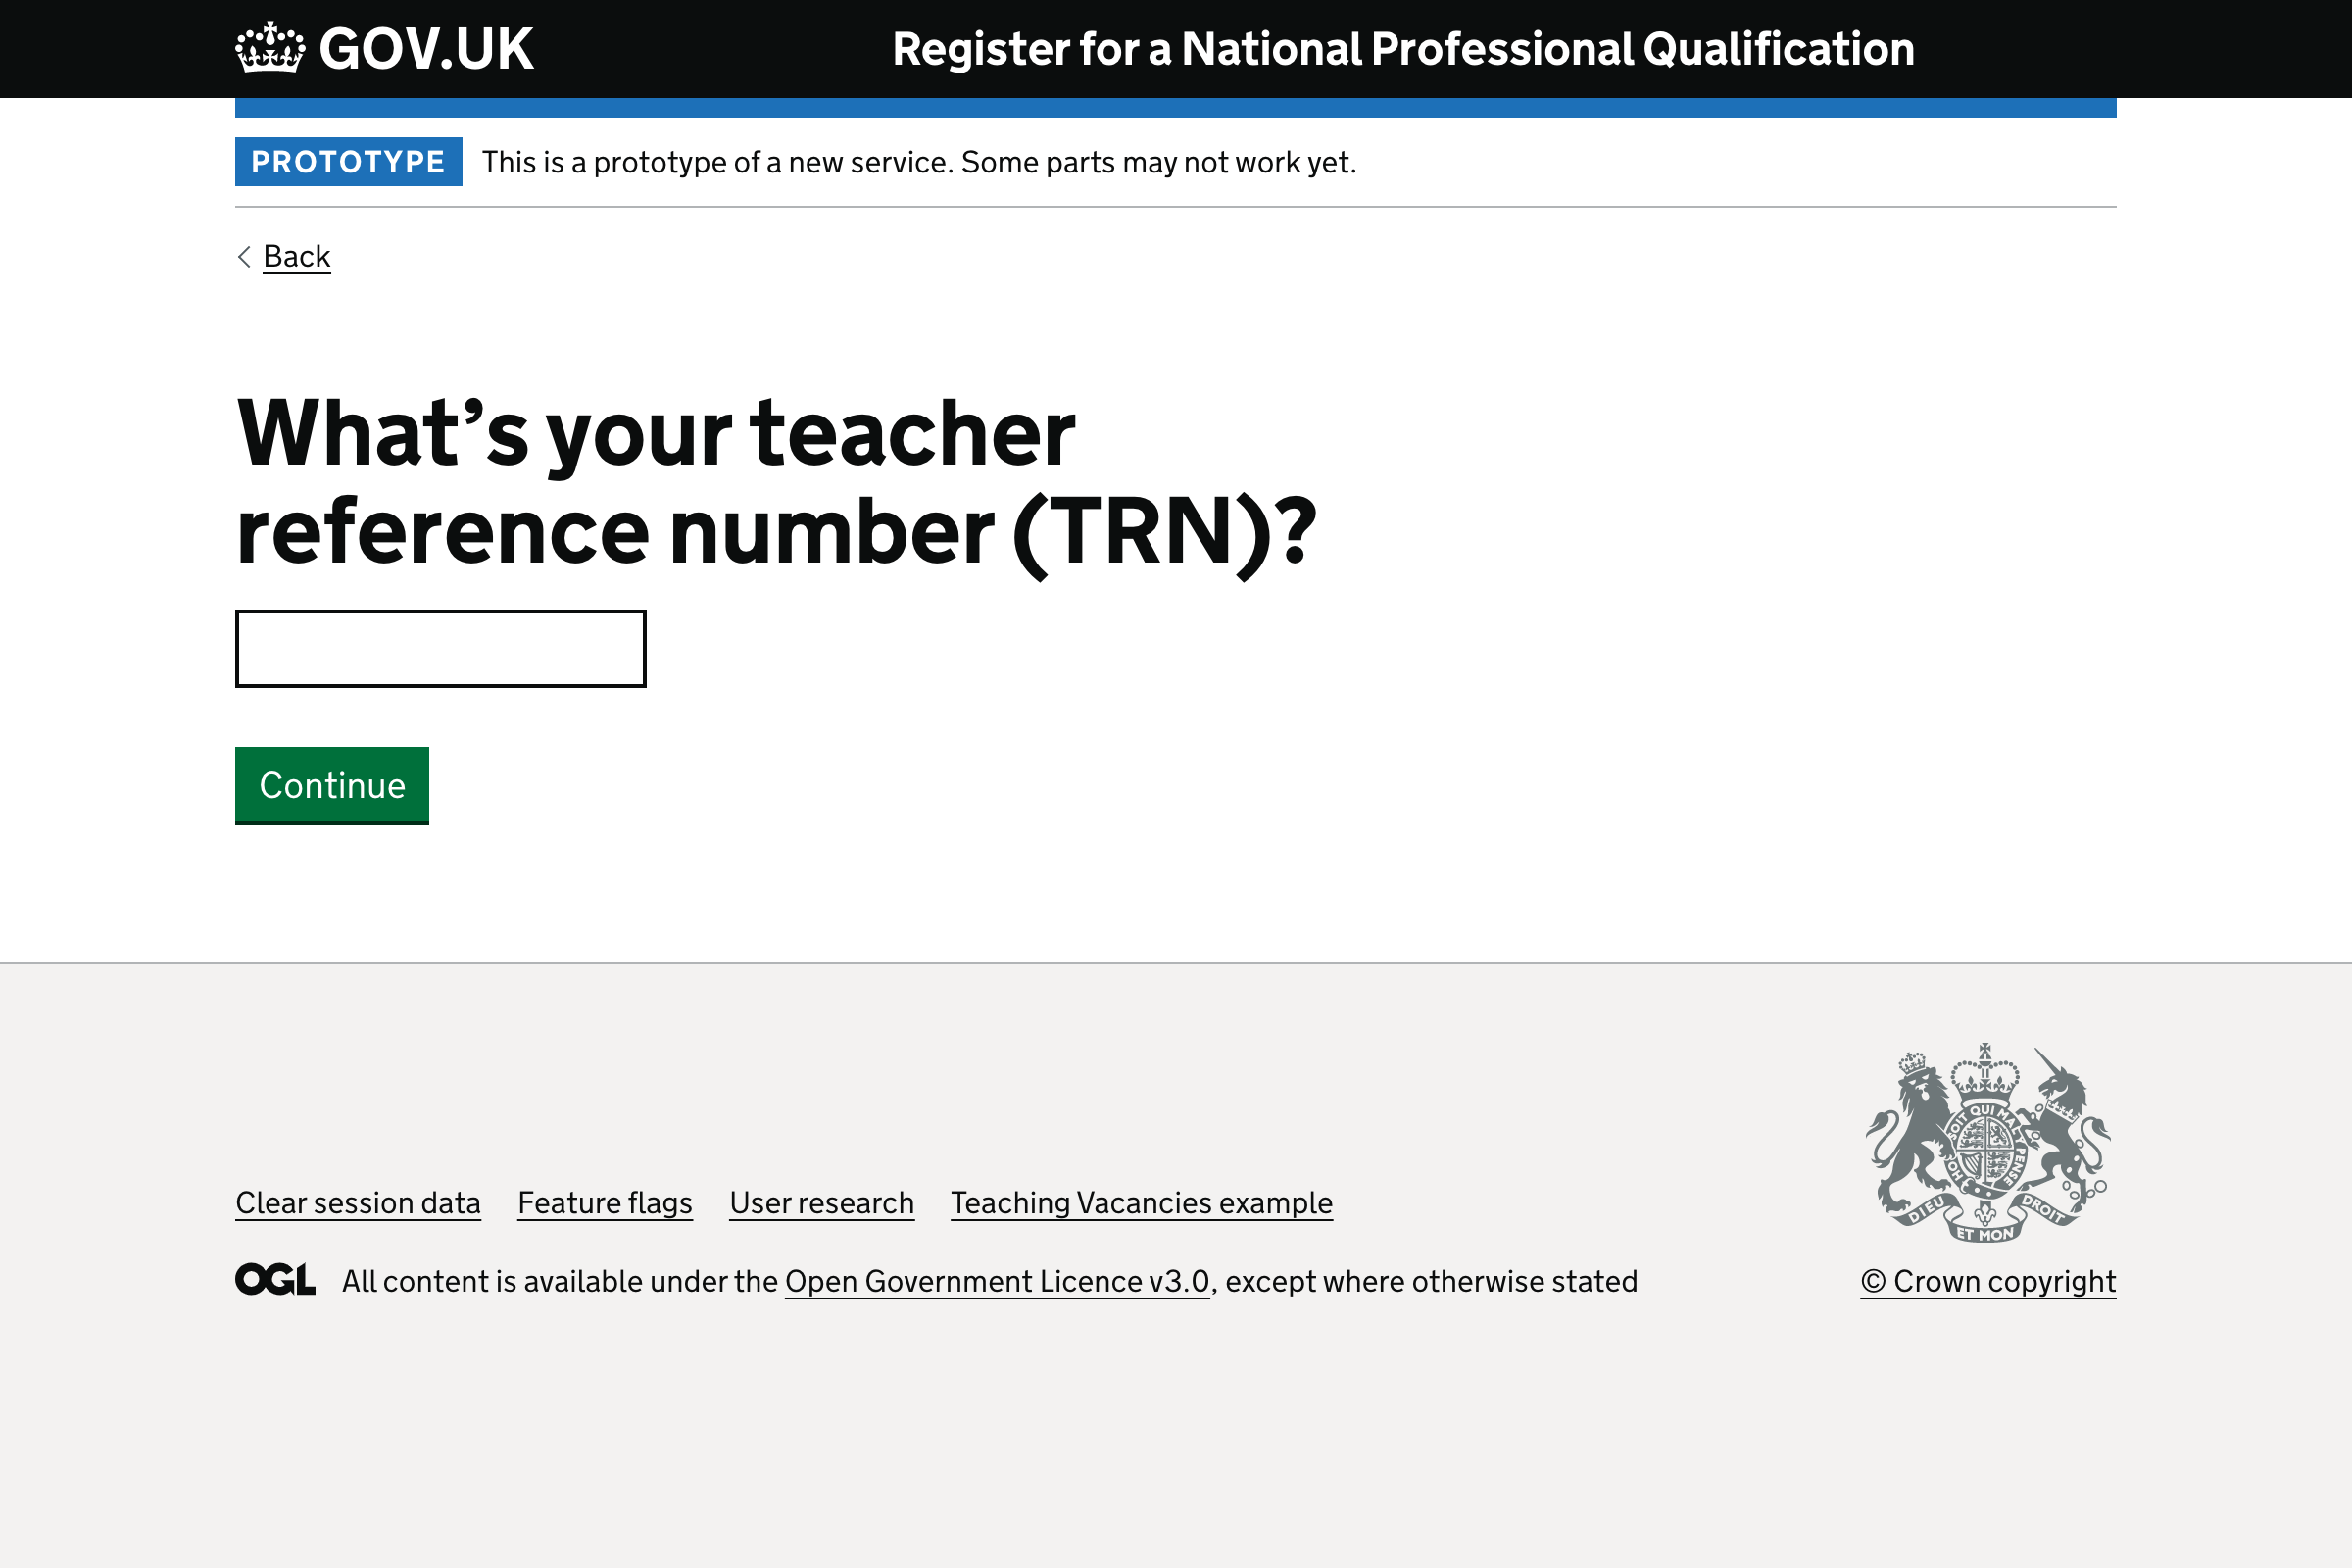 GOV.UK
Register for a National Professional Qualification
PROTOTYPE This is a prototype of a new service. Some parts may not work yet.
Back
What’s your teacher
reference number (TRN)?
Continue
Clear session data Feature flags User research Teaching Vacancies example
OGL All content is available under the Open Government Licence v3.0, except where otherwise stated
SOIT QUI MAL Y PENSE
DIEU ET MON DROIT
© Crown copyright